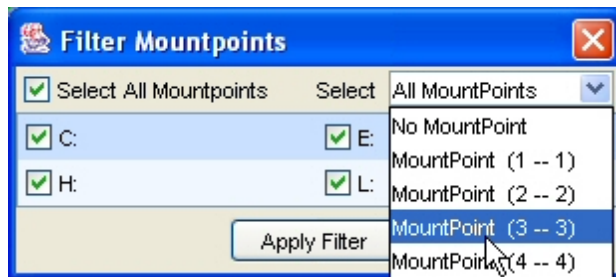 Filter Mountpoints
Select All Mountpoints Select All MountPoints
C: E: No MountPoint
MountPoint (1 -- 1)
H: L: MountPoint (2 -- 2)
Apply Filter MountPoint (3 -- 3)
MountPoint (4 -- 4)